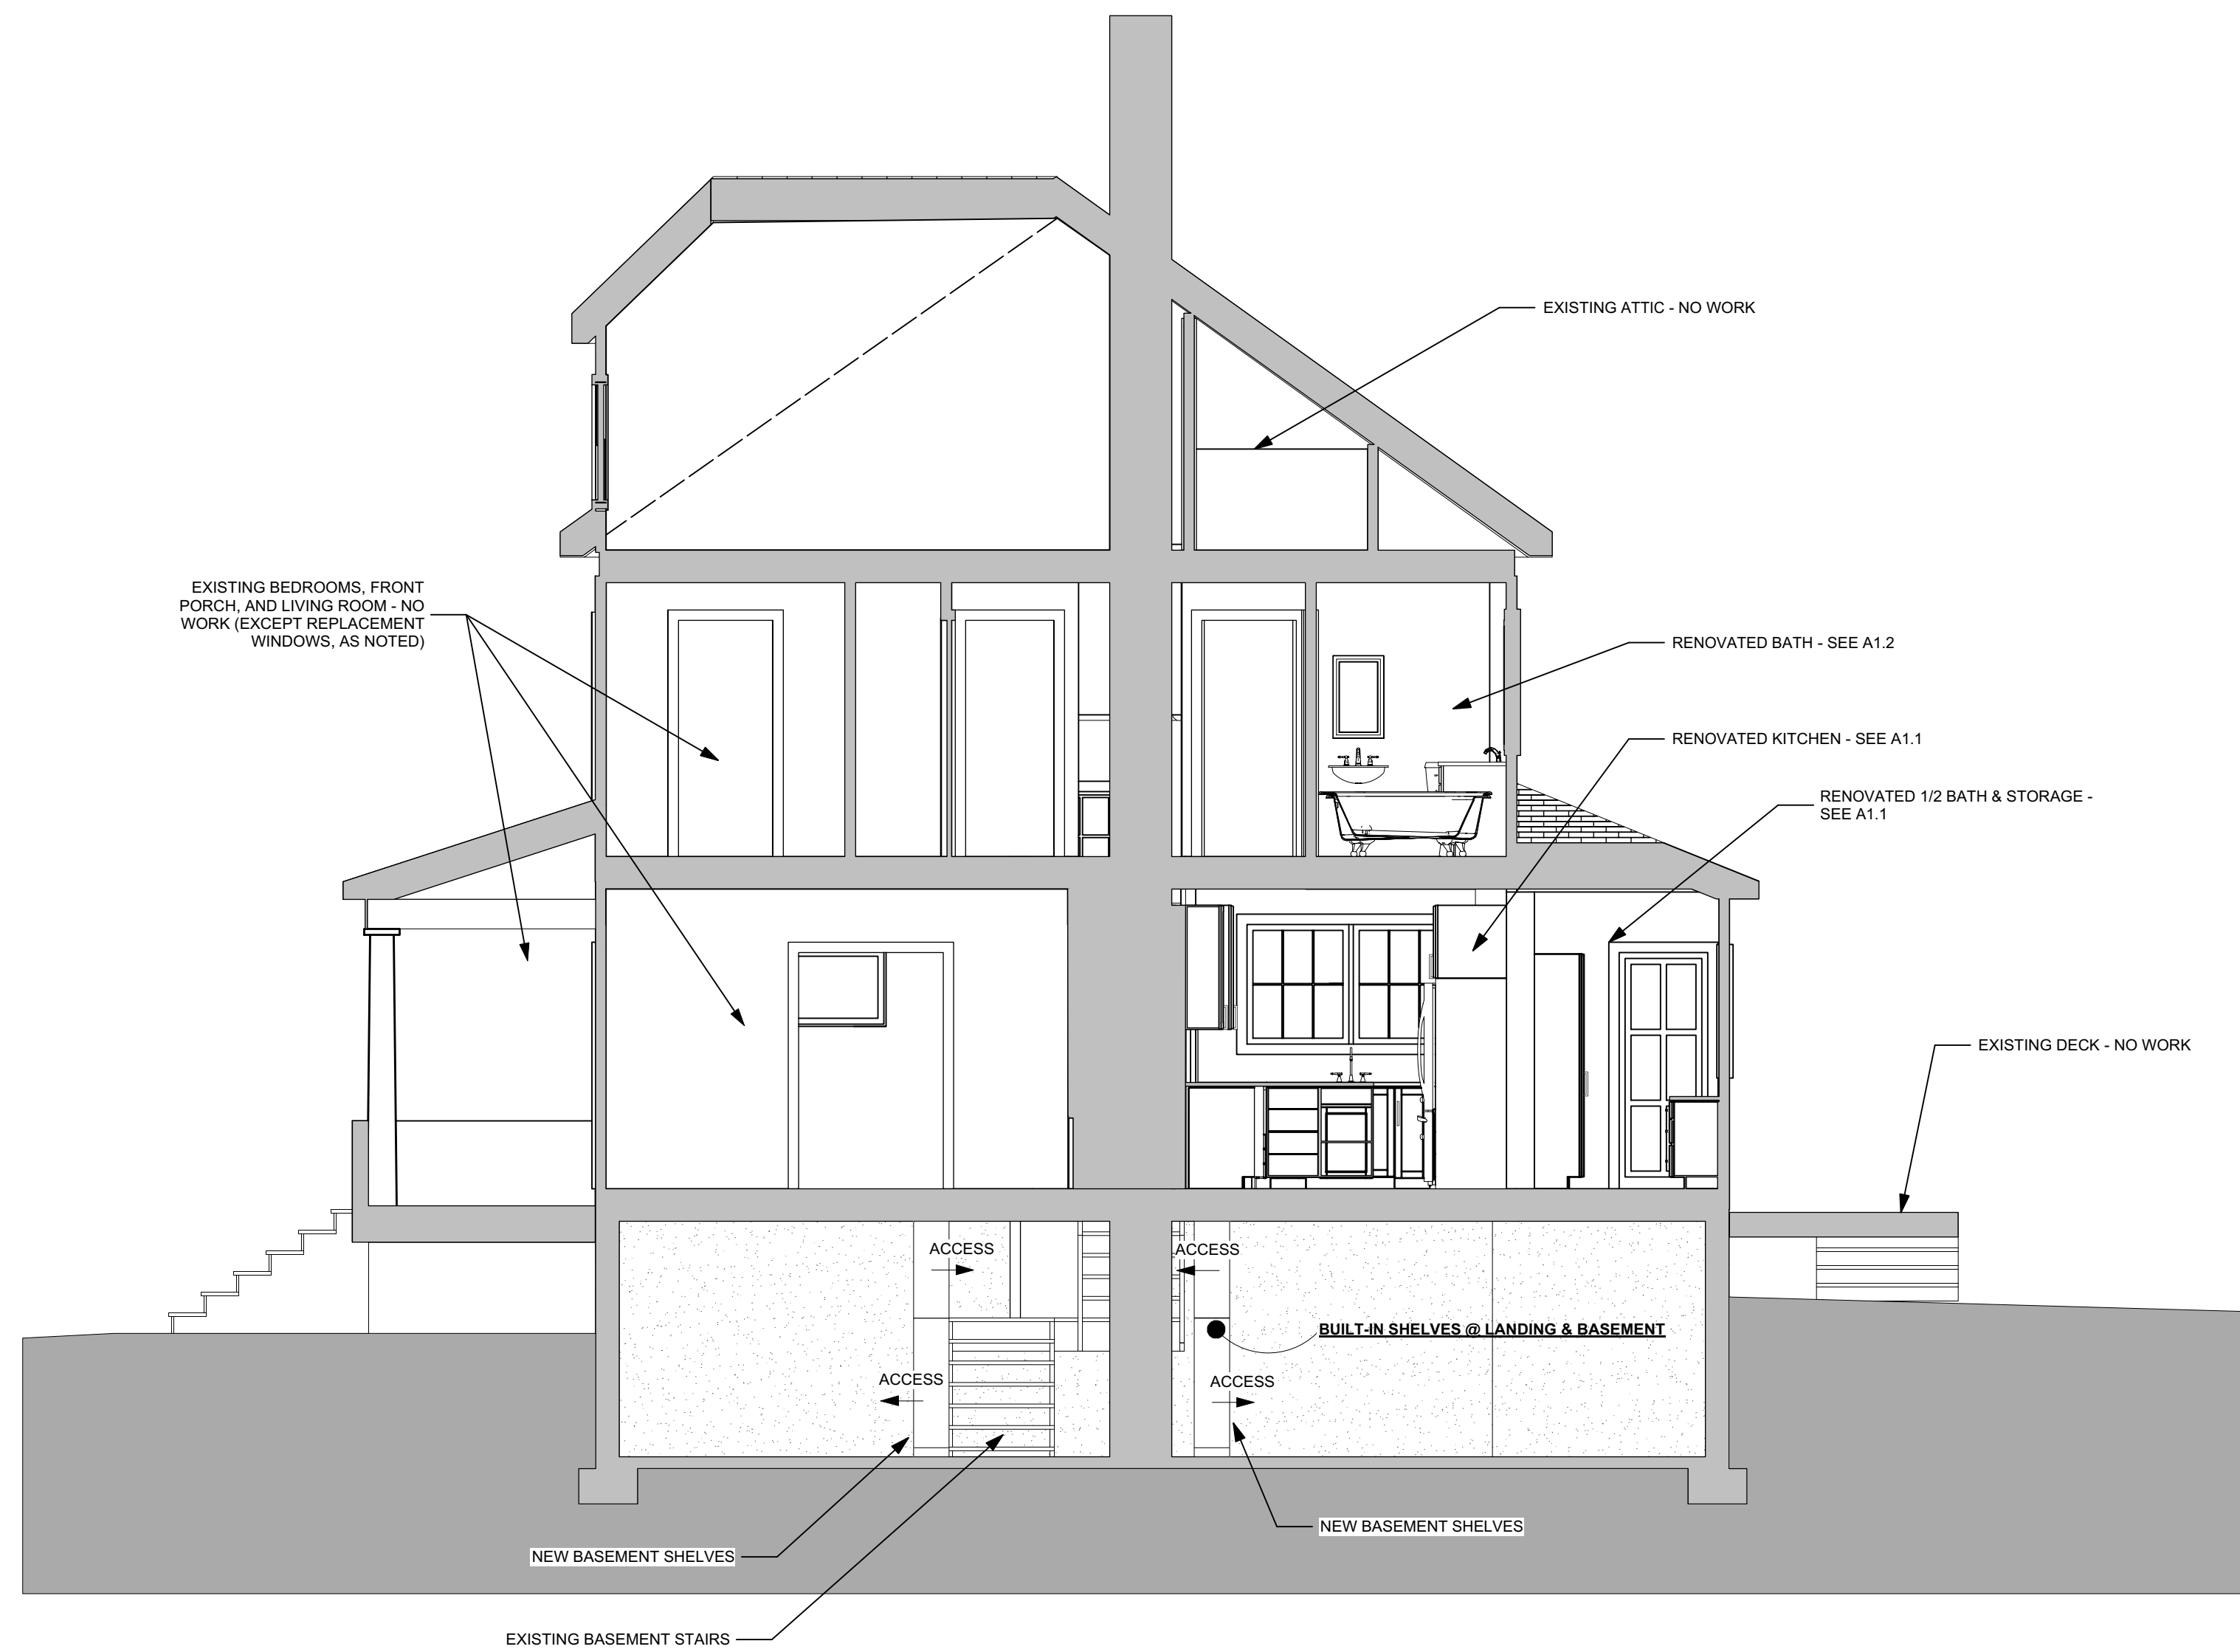 EXISTING ATTIC - NO WORK
EXISTING BEDROOMS, FRONT
PORCH, AND LIVING ROOM - NO
WORK (EXCEPT REPLACEMENT
WINDOWS, AS NOTED)
RENOVATED BATH - SEE A1.2
RENOVATED KITCHEN - SEE A1.1
RENOVATED 1/2 BATH & STORAGE -
SEE A1.1
EXISTING DECK - NO WORK
ACCESS
ACCESS
BUILT-IN SHELVES @ LANDING & BASEMENT
ACCESS
ACCESS
NEW BASEMENT SHELVES
NEW BASEMENT SHELVES
EXISTING BASEMENT STAIRS